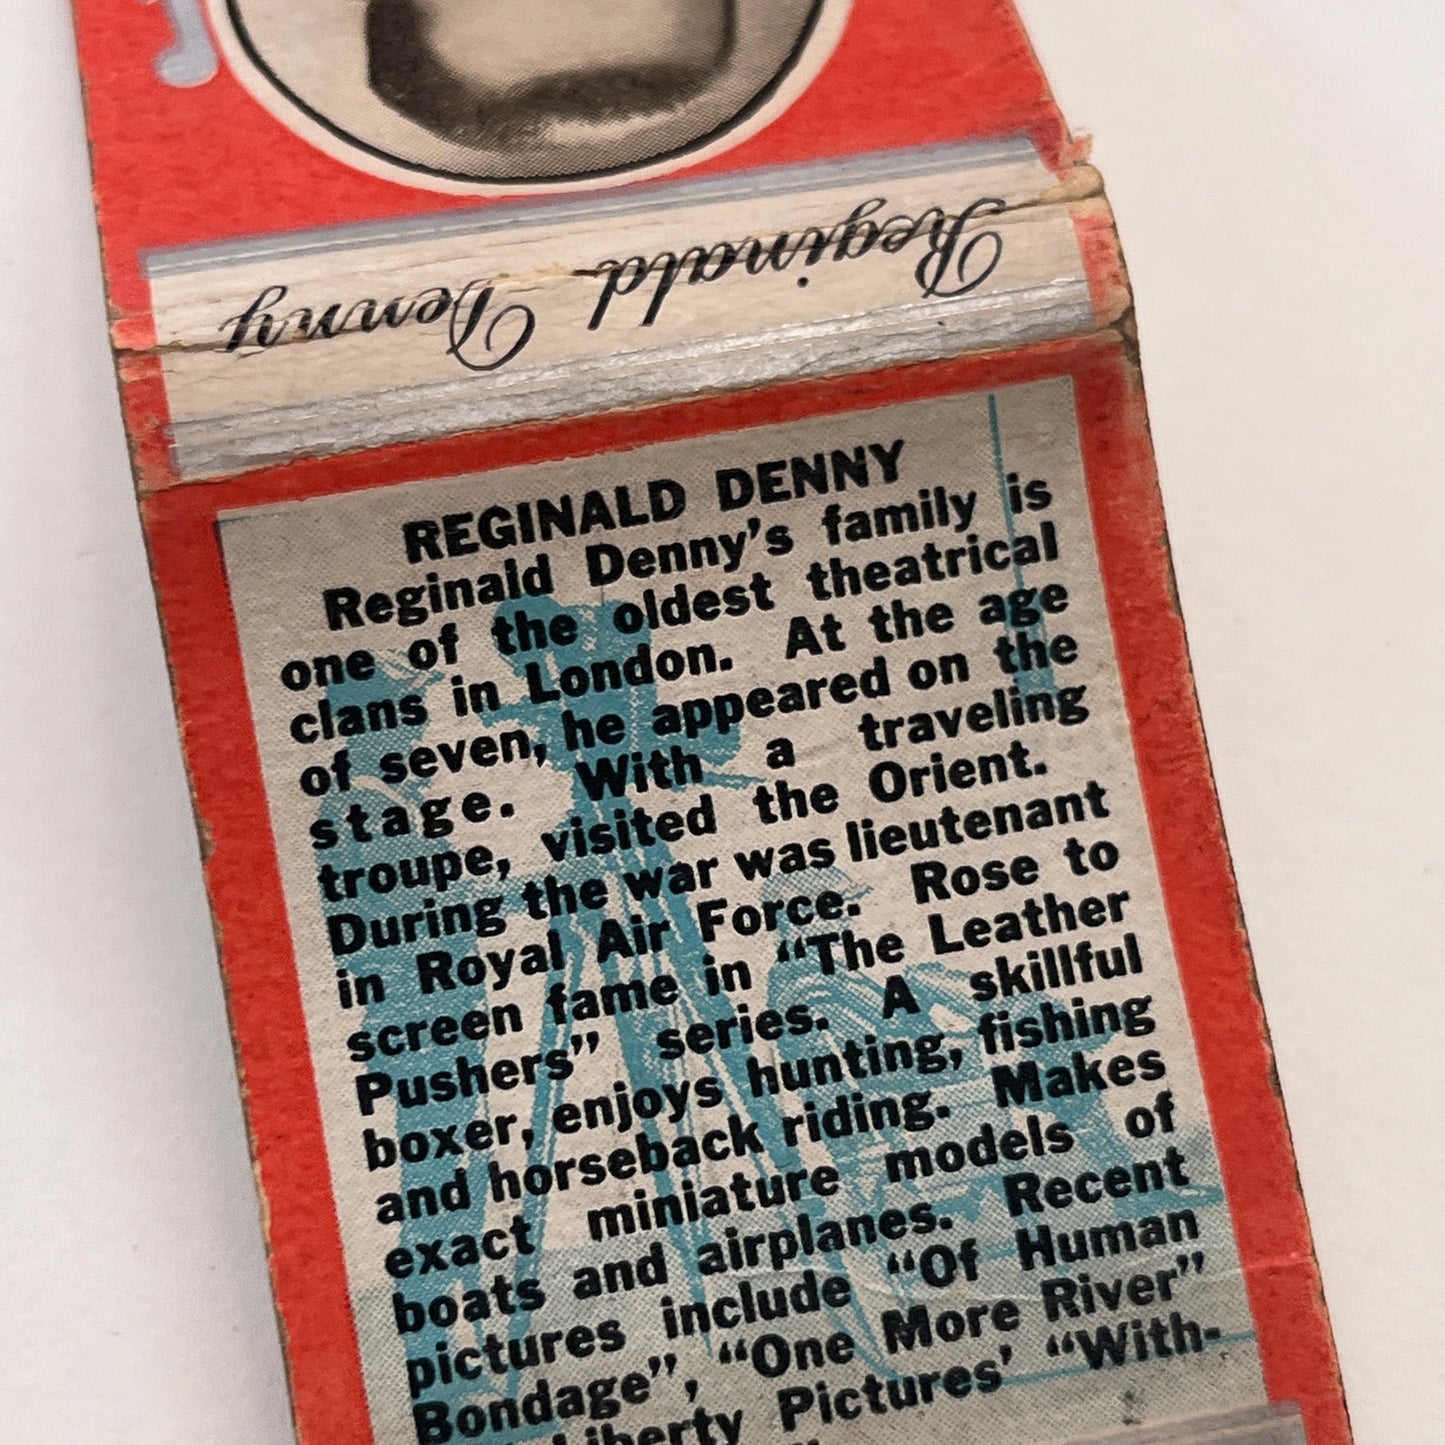 Reginald Denny
REGINALD DENNY
Reginald Denny's family is
one of the oldest theatrical
clans in London. At the age
of seven, he appeared on the
stage. With a traveling
troupe, visited the Orient.
During the war was lieutenant
in Royal Air Force. Rose to
screen fame in "The Leather
Pushers" series. A skillful
boxer, enjoys hunting, fishing
and horseback riding. Makes
exact miniature models of
boats and airplanes. Recent
pictures include "Of Human
Bondage", "One More River"
Liberty Pictures' "With-